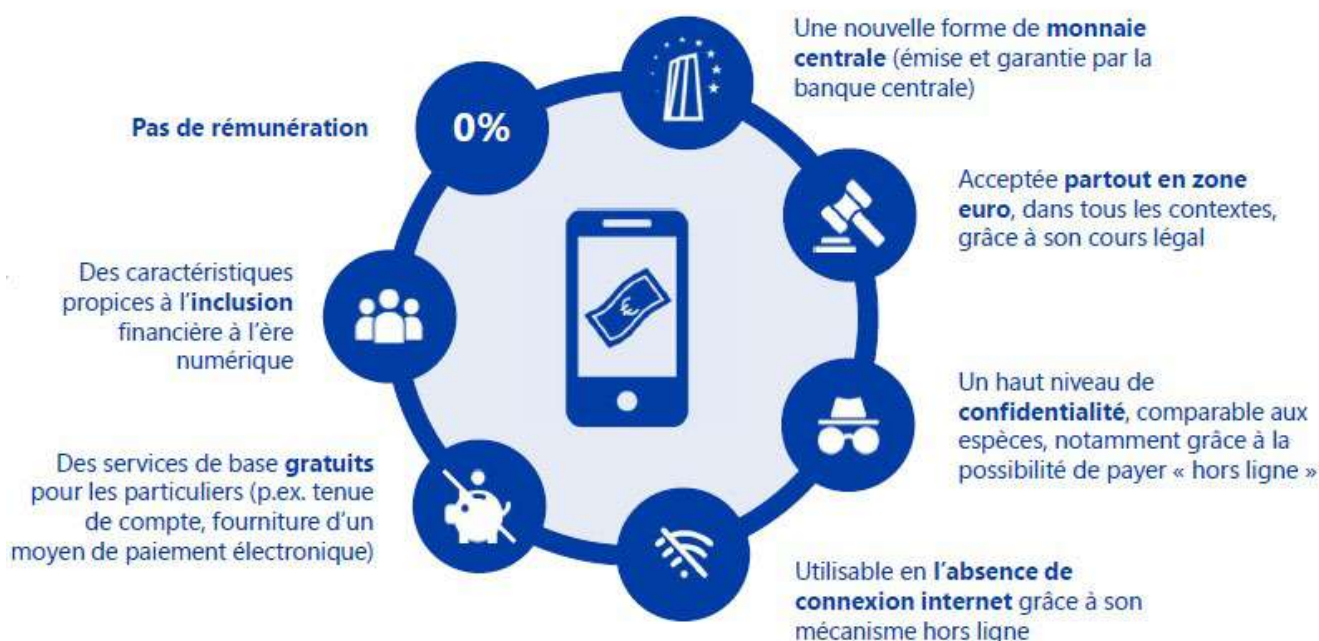 Une nouvelle forme de monnaie
centrale (émise et garantie par la
banque centrale)
Acceptée partout en zone
euro, dans tous les contextes,
grâce à son cours légal
Un haut niveau de
confidentialité, comparable aux
espèces, notamment grâce à la
possibilité de payer « hors ligne »
Utilisable en l'absence de
connexion internet grâce à son
mécanisme hors ligne
Des services de base gratuits
pour les particuliers (p.ex. tenue
de compte, fourniture d'un
moyen de paiement électronique)
Des caractéristiques
propices à l'inclusion
financière à l'ère
numérique
Pas de rémunération
0%
€